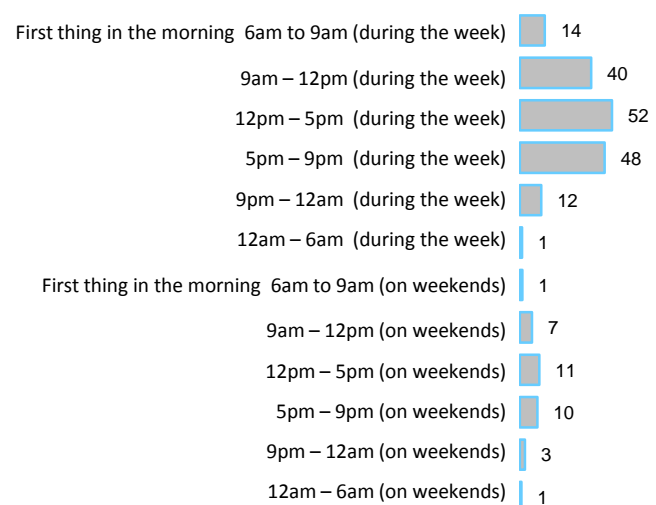 First thing in the morning 6am to 9am (during the week) 14
9am – 12pm (during the week) 40
12pm – 5pm (during the week) 52
5pm – 9pm (during the week) 48
9pm – 12am (during the week) 12
12am – 6am (during the week) 1
First thing in the morning 6am to 9am (on weekends) 1
9am – 12pm (on weekends) 7
12pm – 5pm (on weekends) 11
5pm – 9pm (on weekends) 10
9pm – 12am (on weekends) 3
12am – 6am (on weekends) 1